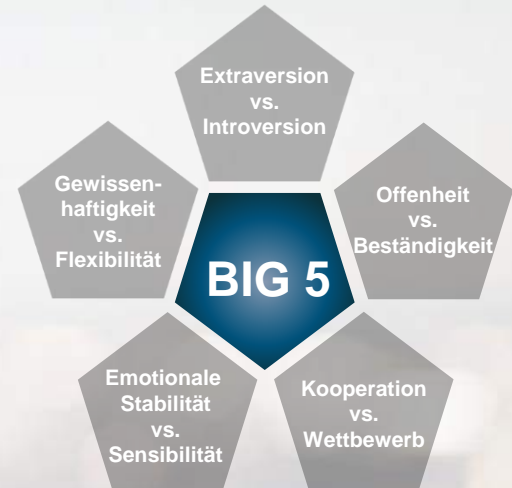 Extraversion
vs.
Introversion
Gewissen-
haftigkeit
vs.
Flexibilität
Offenheit
vs.
Beständigkeit
BIG 5
Emotionale
Stabilität
vs.
Sensibilität
Kooperation
vs.
Wettbewerb